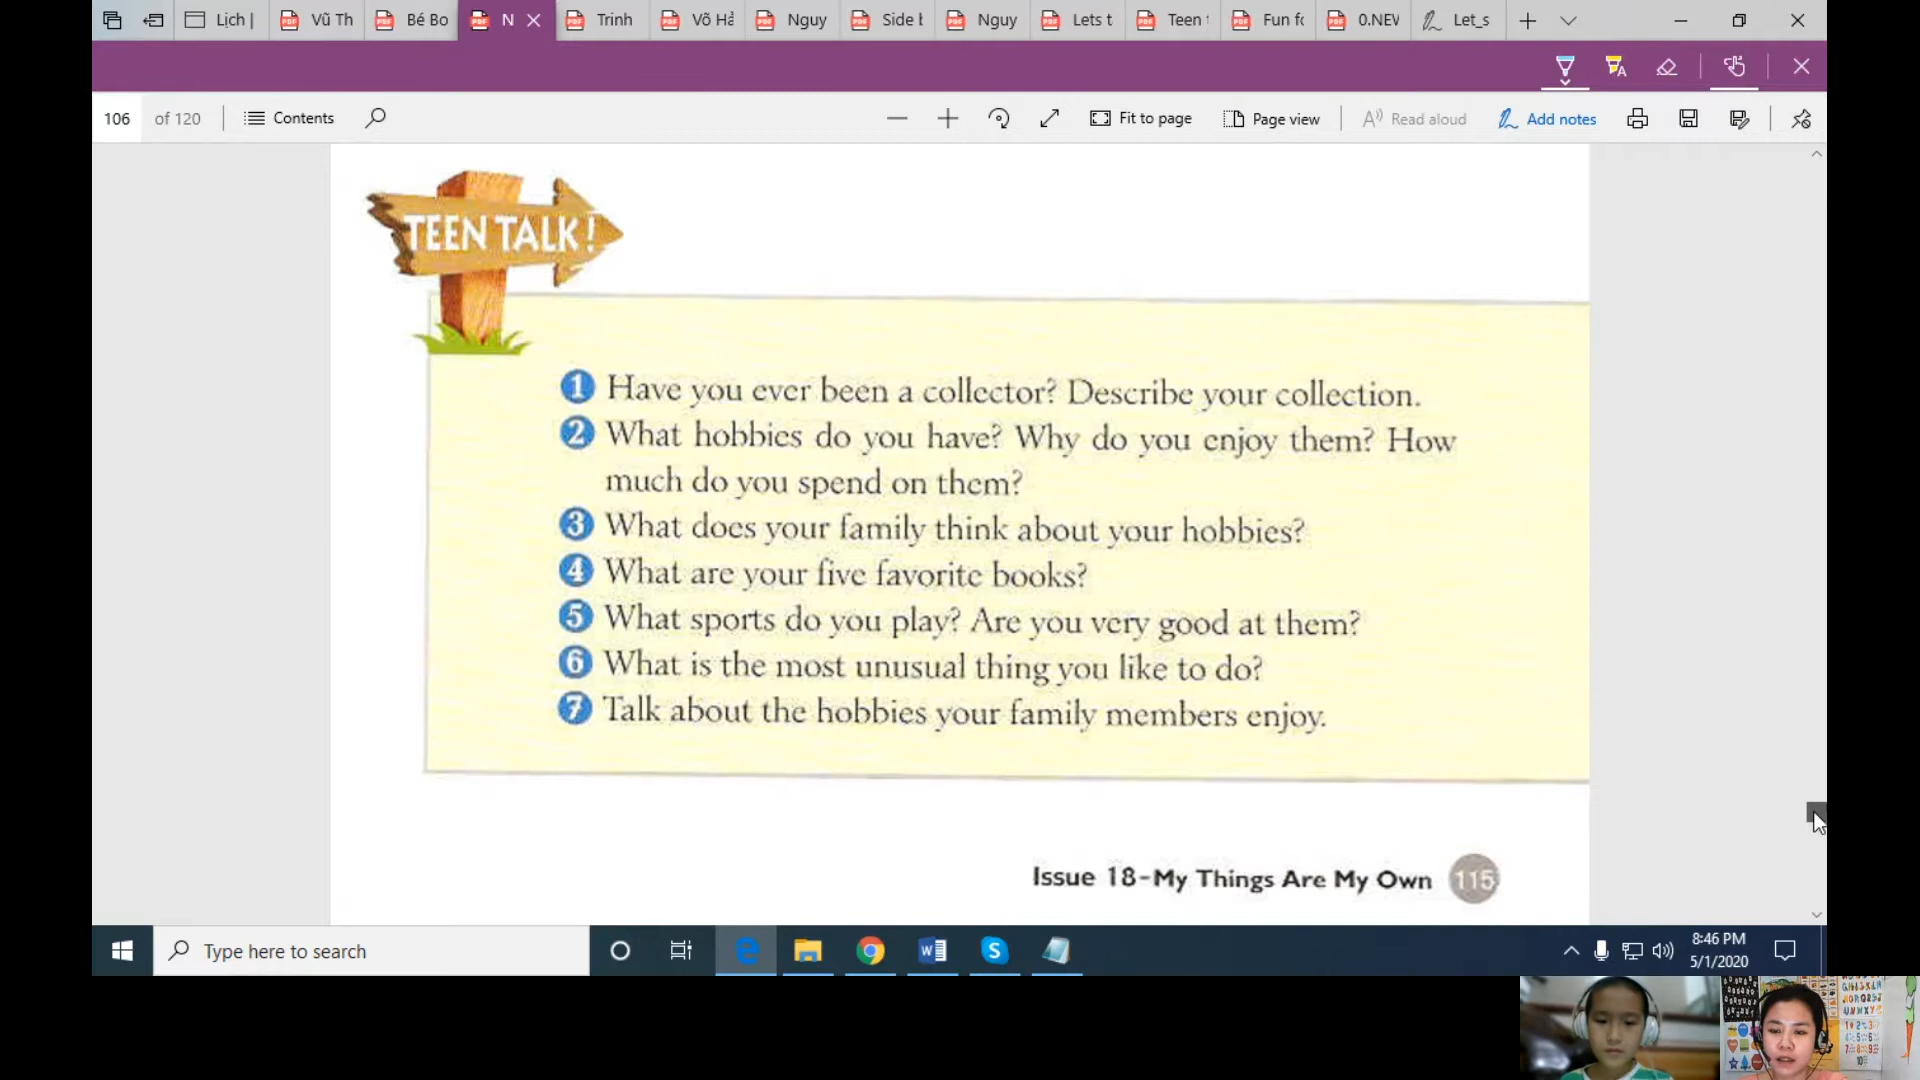 Lịch |
Vũ Th
Bé Bo
N
Trinh
Võ Hả
Nguy
Side b
Nguy
Lets t
Teen
Fun fo
0.NEV
Let_s
106 of 120
Contents
Fit to page
Page view
Read aloud
Add notes
TEEN TALK!
1 Have you ever been a collector? Describe your collection.
2 What hobbies do you have? Why do you enjoy them? How
much do you spend on them?
3 What does your family think about your hobbies?
4 What are your five favorite books?
5 What sports do you play? Are you very good at them?
6 What is the most unusual thing you like to do?
7 Talk about the hobbies your family members enjoy.
Issue 18-My Things Are My Own 115
Type here to search
8:46 PM
5/1/2020